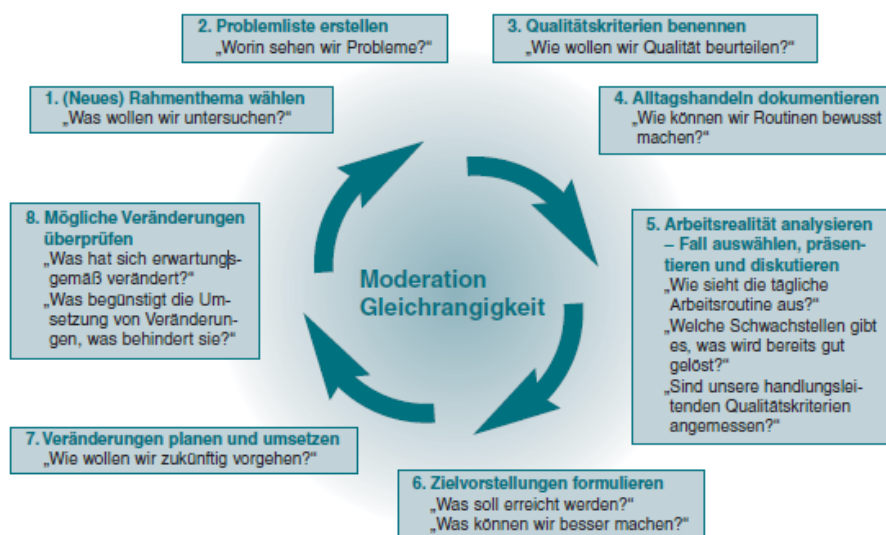 2. Problemliste erstellen
„Worin sehen wir Probleme?“
3. Qualitätskriterien benennen
„Wie wollen wir Qualität beurteilen?“
1. (Neues) Rahmenthema wählen
„Was wollen wir untersuchen?“
4. Alltagshandeln dokumentieren
„Wie können wir Routinen bewusst
machen?“
8. Mögliche Veränderungen
überprüfen
„Was hat sich erwartungs-
gemäß verändert?“
„Was begünstigt die Um-
setzung von Veränderun-
gen, was behindert sie?“
Moderation
Gleichrangigkeit
5. Arbeitsrealität analysieren
– Fall auswählen, präsen-
tieren und diskutieren
„Wie sieht die tägliche
Arbeitsroutine aus?“
„Welche Schwachstellen gibt
es, was wird bereits gut
gelöst?“
„Sind unsere handlungslei-
tenden Qualitätskriterien
angemessen?“
7. Veränderungen planen und umsetzen
„Wie wollen wir zukünftig vorgehen?“
6. Zielvorstellungen formulieren
„Was soll erreicht werden?“
„Was können wir besser machen?“